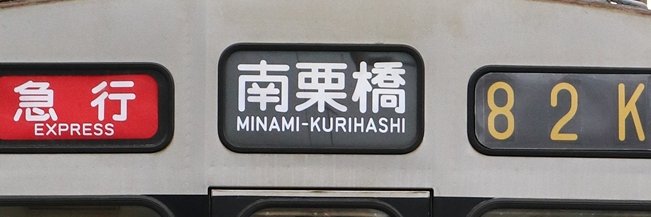 急行
EXPRESS
南栗橋
MINAMI-KURIHASHI
82K